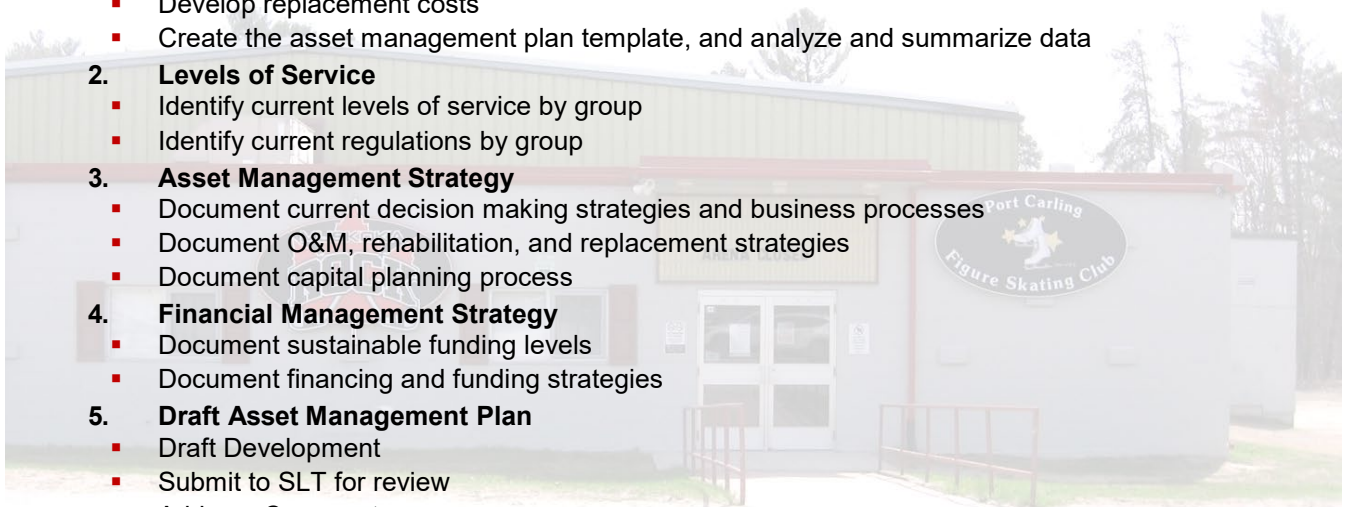 Develop replacement costs
▪ Create the asset management plan template, and analyze and summarize data
2. Levels of Service
▪ Identify current levels of service by group
▪ Identify current regulations by group
3. Asset Management Strategy
▪ Document current decision making strategies and business processes
▪ Document O&M, rehabilitation, and replacement strategies
▪ Document capital planning process
4. Financial Management Strategy
▪ Document sustainable funding levels
▪ Document financing and funding strategies
5. Draft Asset Management Plan
▪ Draft Development
▪ Submit to SLT for review
Port Carling
Figure Skating Club
ARENA CLOSED
ROCK